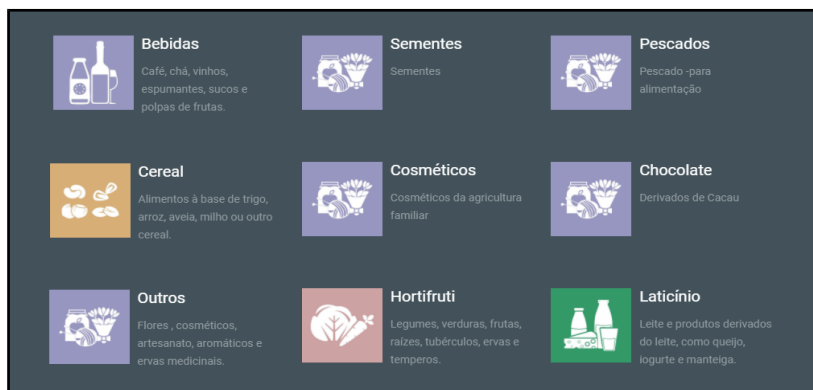 Bebidas
Café, chá, vinhos,
espumantes, sucos e
polpas de frutas.
Sementes
Sementes
Pescados
Pescado -para
alimentação
Cereal
Alimentos à base de trigo,
arroz, aveia, milho ou outro
cereal.
Cosméticos
Cosméticos da agricultura
familiar
Chocolate
Derivados de Cacau
Outros
Flores , cosméticos,
artesanato, aromáticos e
ervas medicinais.
Hortifruti
Legumes, verduras, frutas,
raízes, tubérculos, ervas e
temperos.
Laticínio
Leite e produtos derivados
do leite, como queijo,
iogurte e manteiga.